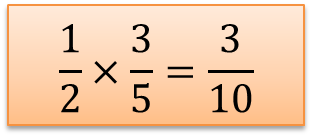 1/2 × 3/5 = 3/10